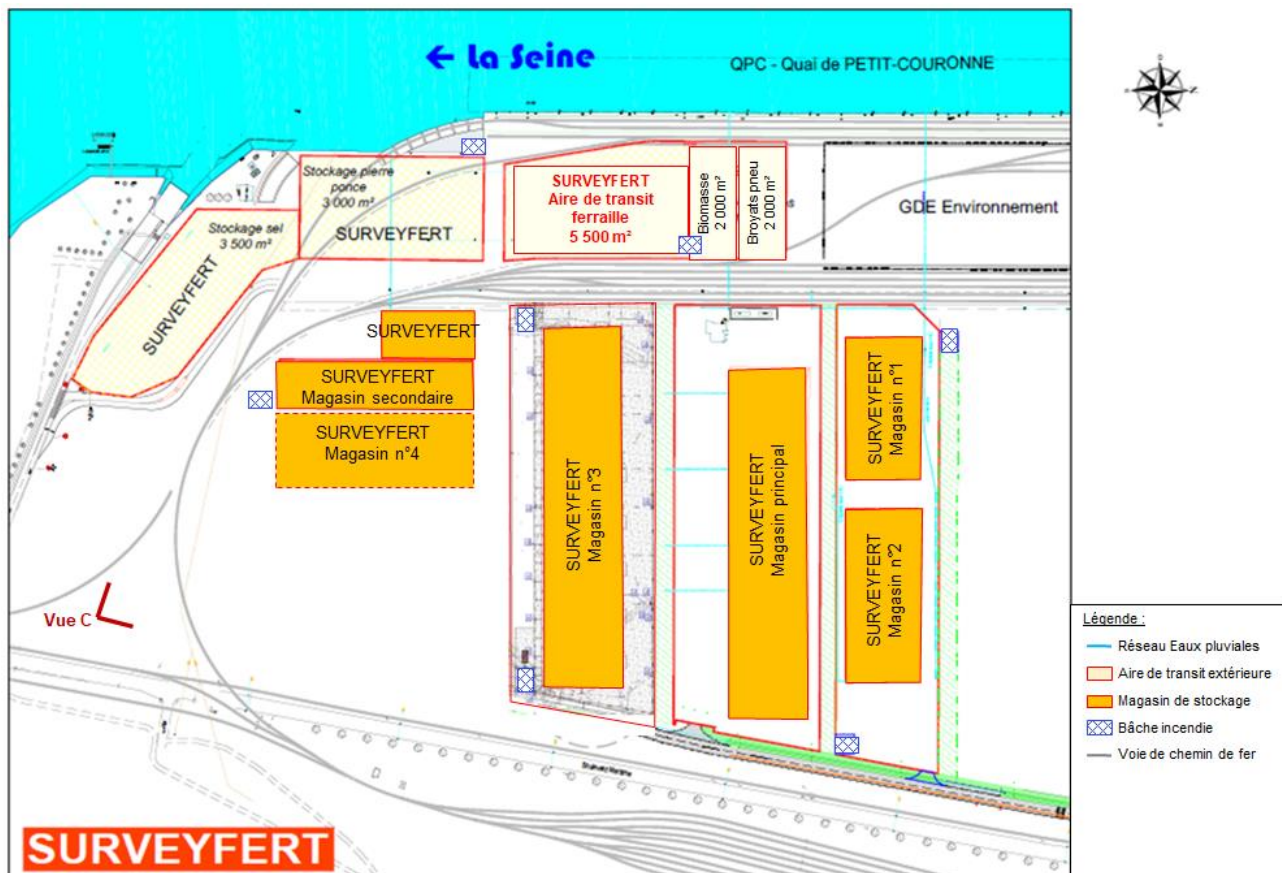 ← La Seine
QPC - Quai de PETIT-COURONNE
Stockage pierre
ponce
3 000 m²
SURVEYFERT
Stockage sel
3 500 m²
SURVEYFERT
SURVEYFERT
Aire de transit
ferraille
5 500 m²
Biomasse
2 000 m²
Broyats pneu
2 000 m²
GDE Environnement
SURVEYFERT
SURVEYFERT
Magasin secondaire
SURVEYFERT
Magasin n°4
SURVEYFERT
Magasin n°3
SURVEYFERT
Magasin principal
SURVEYFERT
Magasin n°1
SURVEYFERT
Magasin n°2
Vue C
Légende :
Réseau Eaux pluviales
Aire de transit extérieure
Magasin de stockage
Bâche incendie
Voie de chemin de fer
SURVEYFERT